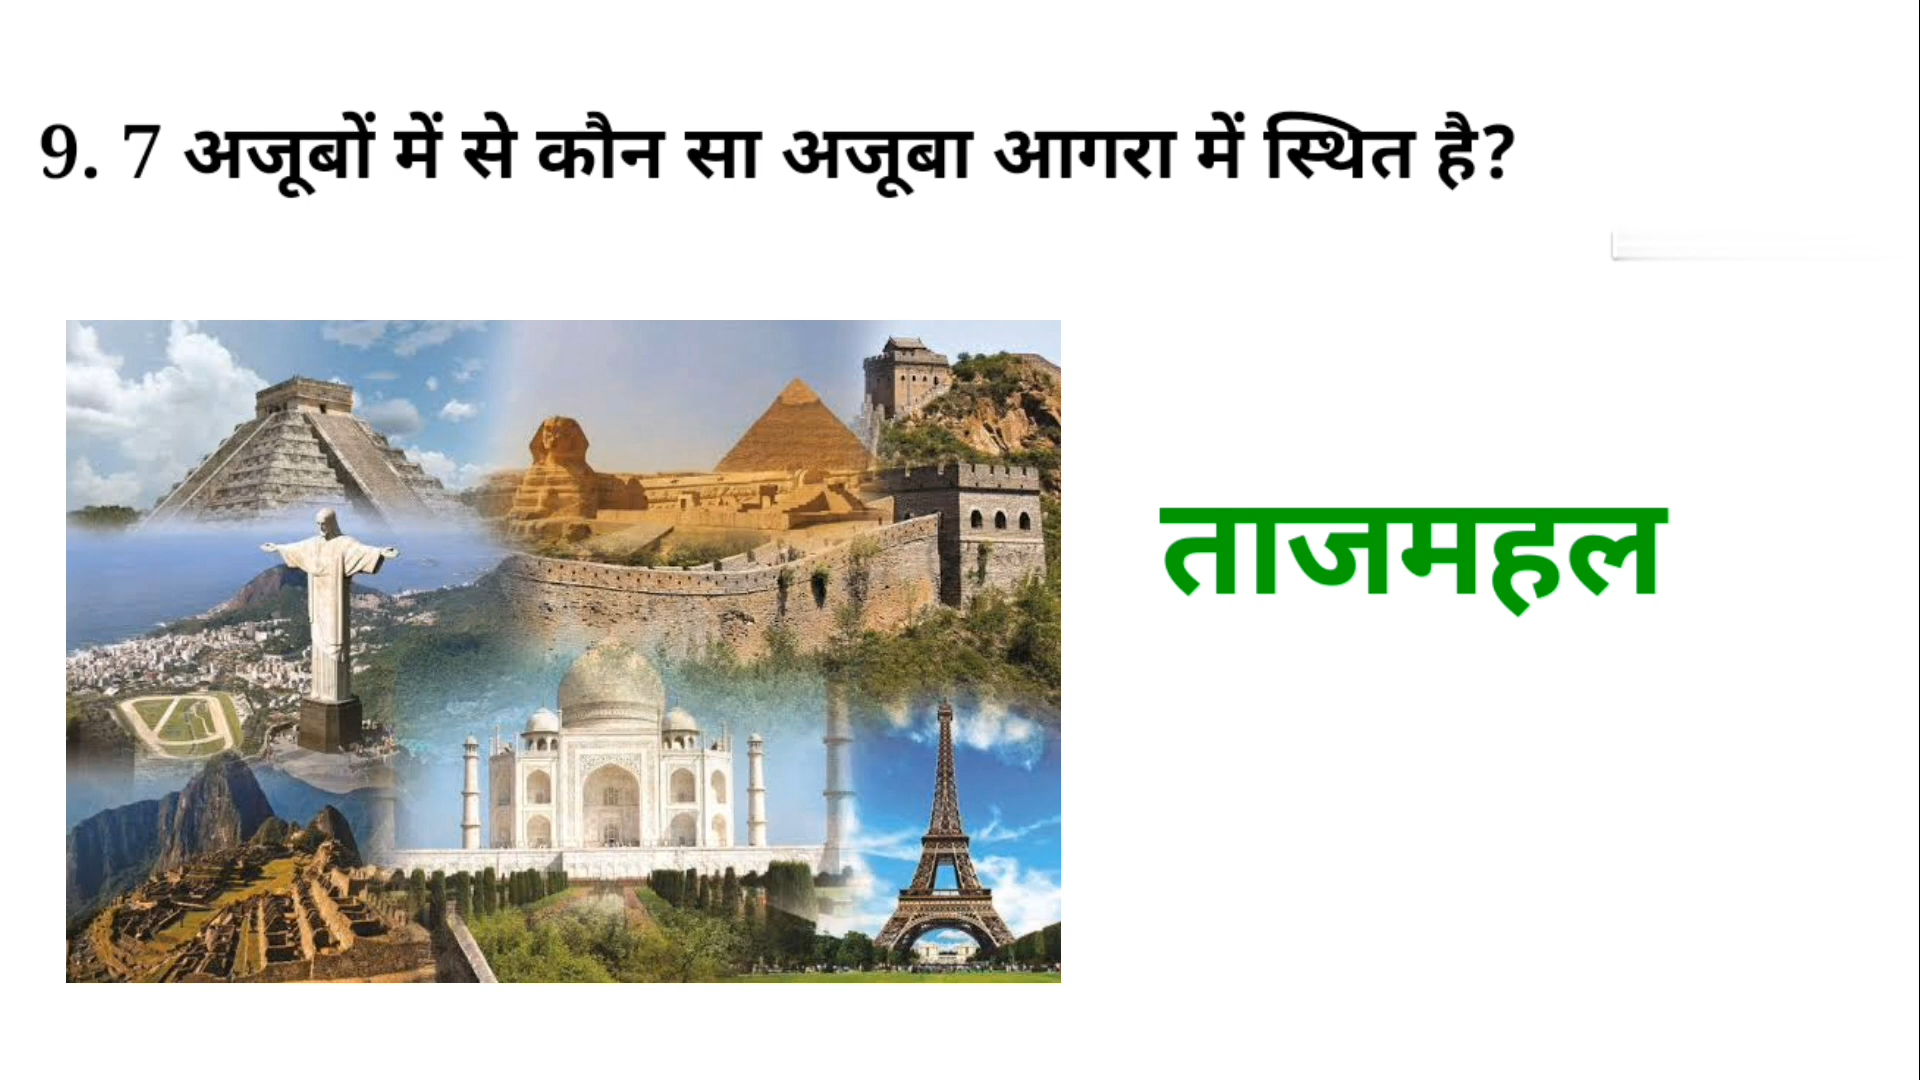 9. 7 अजूबों में से कौन सा अजूबा आगरा में स्थित है?
ताजमहल